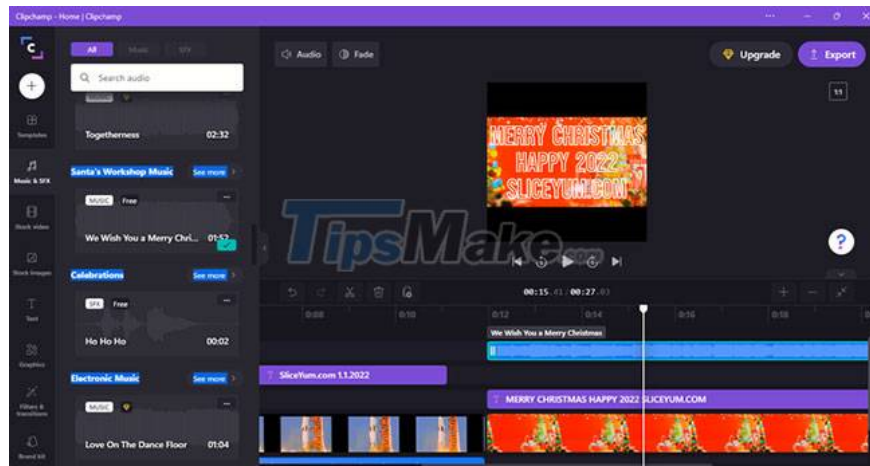 Clipchamp - Home | Clipchamp
All Music SFX
Search audio
Audio Fade
Upgrade
Export
1:1
Templates
Music & SFX
Stock video
Stock images
Text
Graphics
Filters & transitions
Brand kit
MUSIC
Togetherness 02:32
Santa's Workshop Music See more
MUSIC Free
We Wish You a Merry Chri... 01:52
Celebrations See more
SFX Free
Ho Ho Ho 00:02
Electronic Music See more
MUSIC
Love On The Dance Floor 01:04
MERRY CHRISTMAS
HAPPY 2022
SLICEYUM.COM
TipsMake.com
?
00:15.41 / 00:27.03
0:08 0:10 0:12 0:14 0:16 0:18
We Wish You a Merry Christmas
T SliceYum.com 1.1.2022
T MERRY CHRISTMAS HAPPY 2022 SLICEYUM.COM